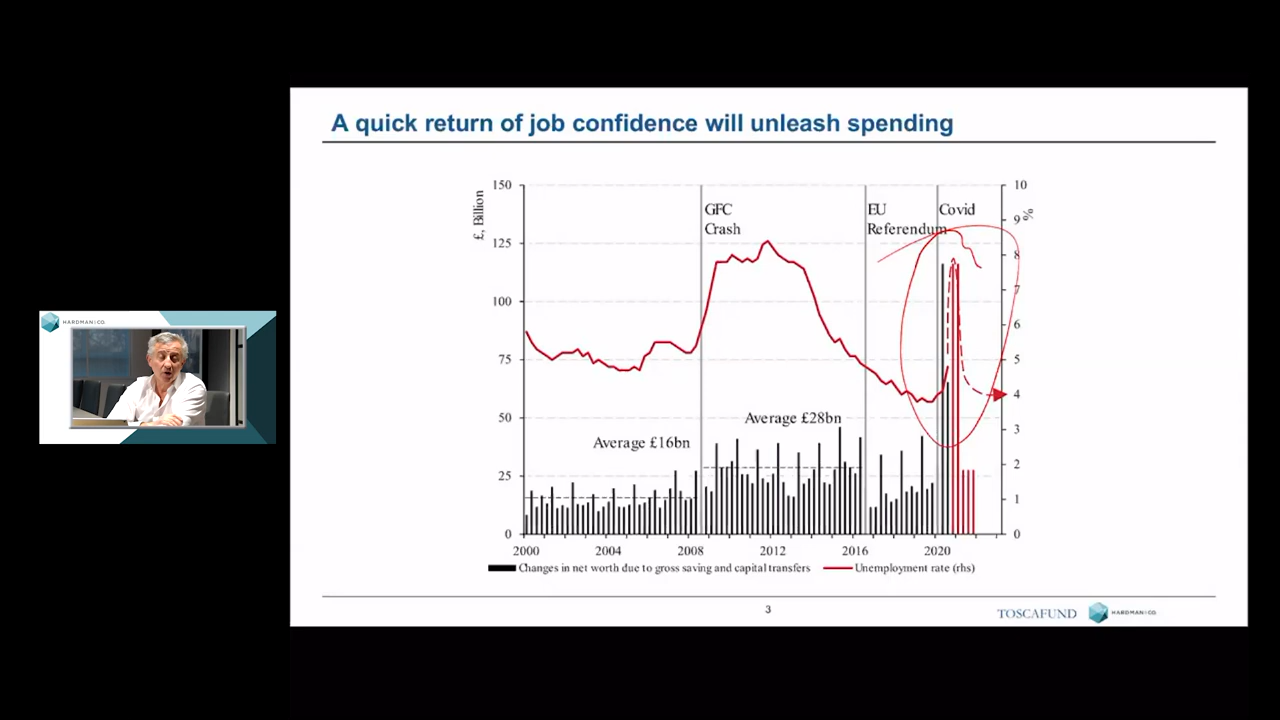 HARDMAN&CO.
A quick return of job confidence will unleash spending
£, Billion
150
125
100
75
50
25
0
GFC
Crash
EU
Referendum
Covid
Average £16bn
Average £28bn
10
9
8
7
6
5
4
3
2
1
0
%
2000
2004
2008
2012
2016
2020
Changes in net worth due to gross saving and capital transfers
Unemployment rate (rhs)
3
TOSCAFUND
HARDMAN&CO.